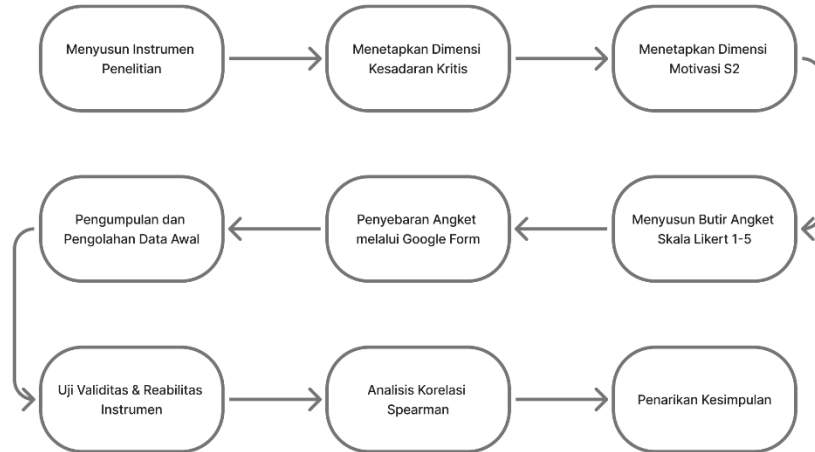 Menyusun Instrumen
Penelitian
Menetapkan Dimensi
Kesadaran Kritis
Menetapkan Dimensi
Motivasi S2
Menyusun Butir Angket
Skala Likert 1-5
Penyebaran Angket
melalui Google Form
Pengumpulan dan
Pengolahan Data Awal
Uji Validitas & Reabilitas
Instrumen
Analisis Korelasi
Spearman
Penarikan Kesimpulan